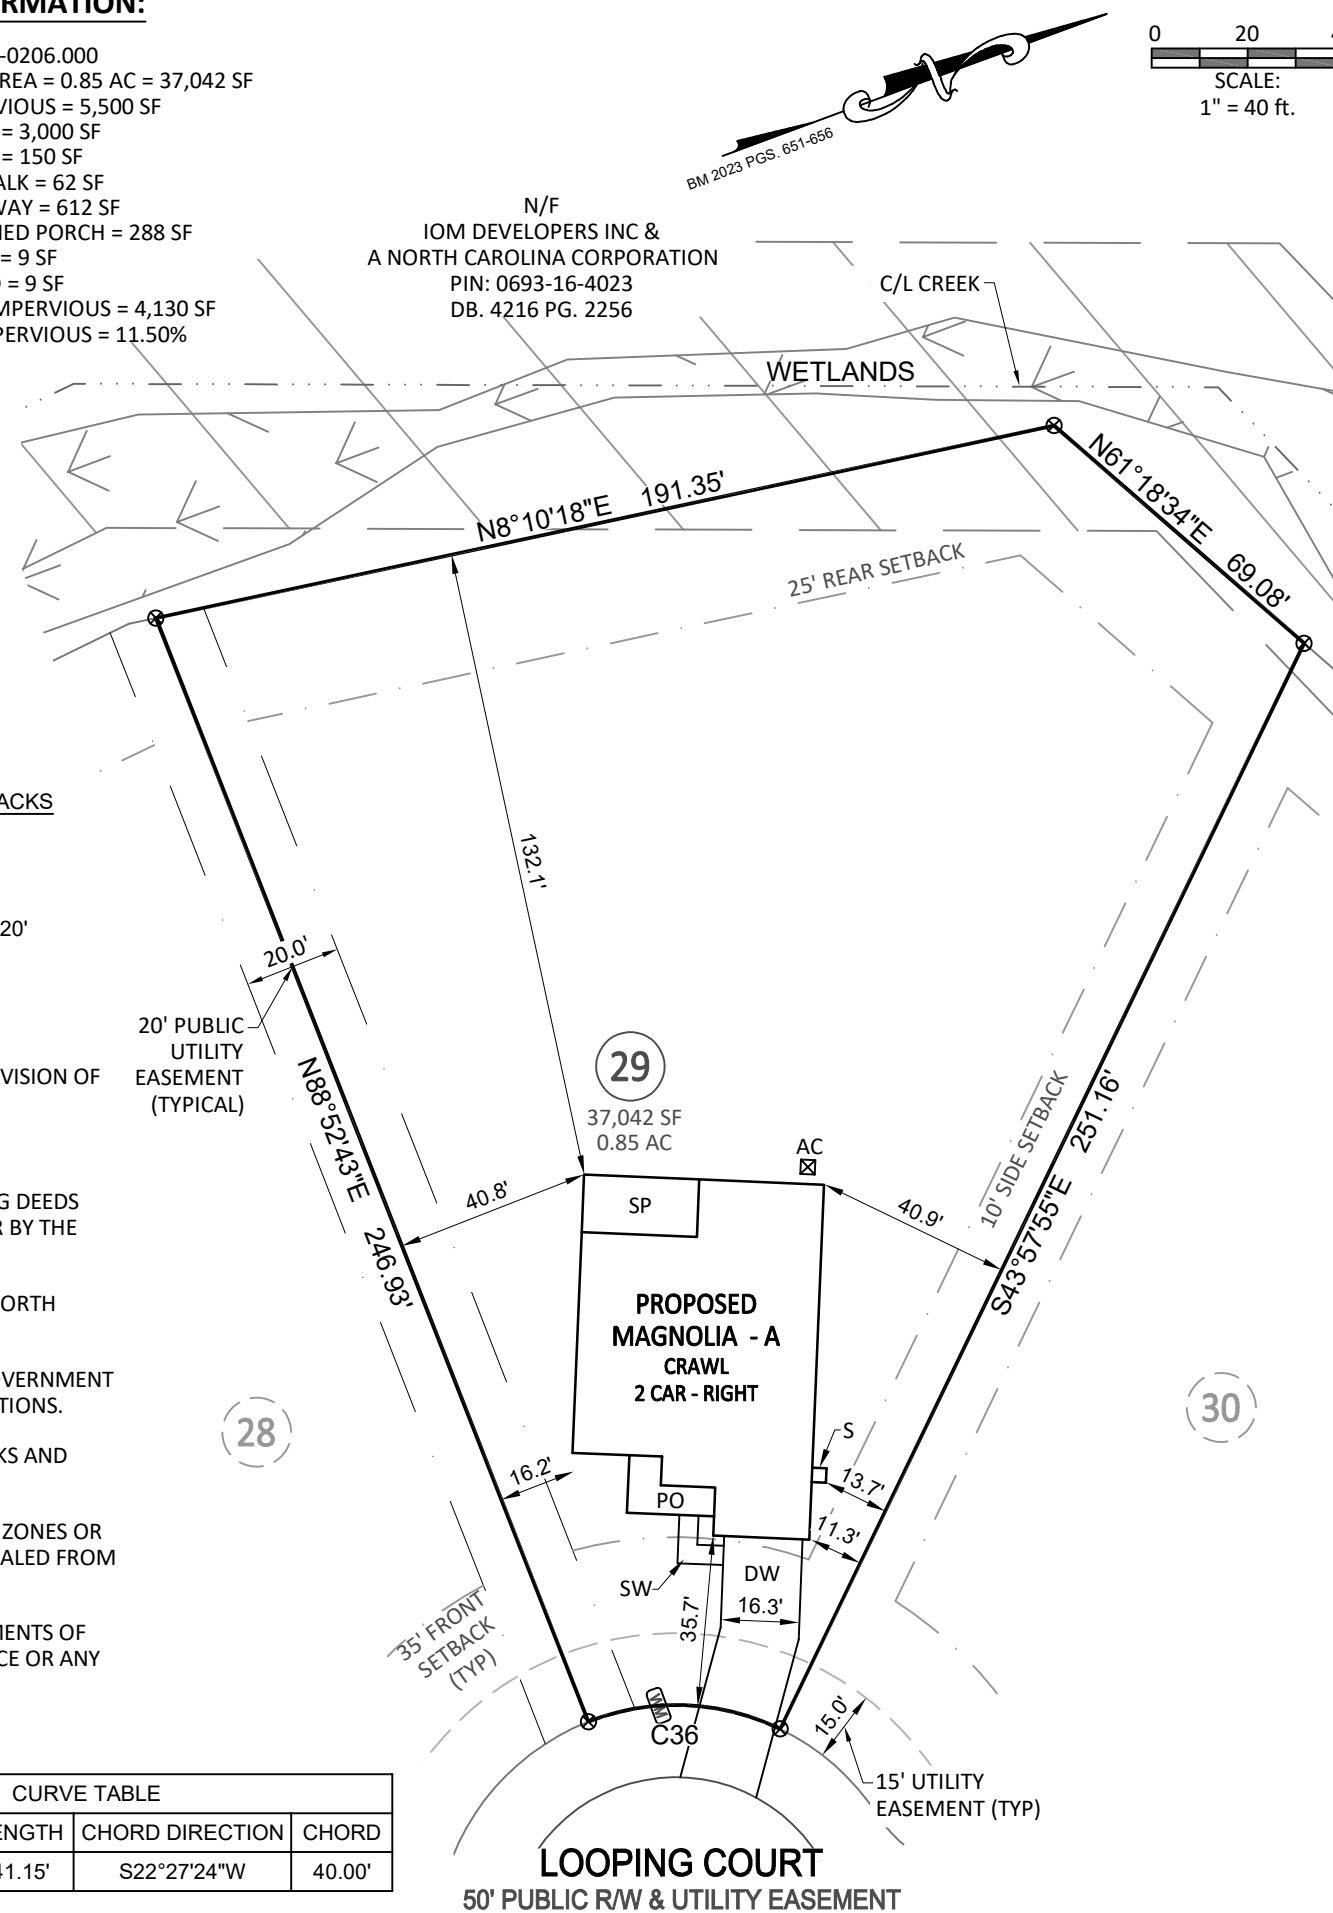 RMATION:
-0206.000
REA = 0.85 AC = 37,042 SF
VIOUS = 5,500 SF
= 3,000 SF
= 150 SF
ALK = 62 SF
WAY = 612 SF
NED PORCH = 288 SF
= 9 SF
= 9 SF
MPERVIOUS = 4,130 SF
PERVIOUS = 11.50%
BM 2023 PGS. 651-656
0 20
SCALE:
1" = 40 ft.
N/F
IOM DEVELOPERS INC &
A NORTH CAROLINA CORPORATION
PIN: 0693-16-4023
DB. 4216 PG. 2256
C/L CREEK
WETLANDS
N8°10'18"E 191.35'
N61°18'34"E 69.08'
25' REAR SETBACK
ACKS
132.1'
20'
20.0'
20' PUBLIC
UTILITY
EASEMENT
(TYPICAL)
VISION OF
N88°52'43"E 246.93'
29
37,042 SF
0.85 AC
AC
10' SIDE SETBACK
S43°57'55"E 251.16'
G DEEDS
R BY THE
40.8'
SP
40.9'
ORTH
PROPOSED
MAGNOLIA - A
CRAWL
2 CAR - RIGHT
OVERNMENT
TIONS.
28
30
KS AND
S
16.2'
PO
13.7'
ZONES OR
ALED FROM
11.3'
SW
DW
16.3'
35.7'
MENTS OF
CE OR ANY
35' FRONT
SETBACK
(TYP)
WM
C36
15.0'
15' UTILITY
EASEMENT (TYP)
CURVE TABLE
ENGTH CHORD DIRECTION CHORD
41.15' S22°27'24"W 40.00'
LOOPING COURT
50' PUBLIC R/W & UTILITY EASEMENT